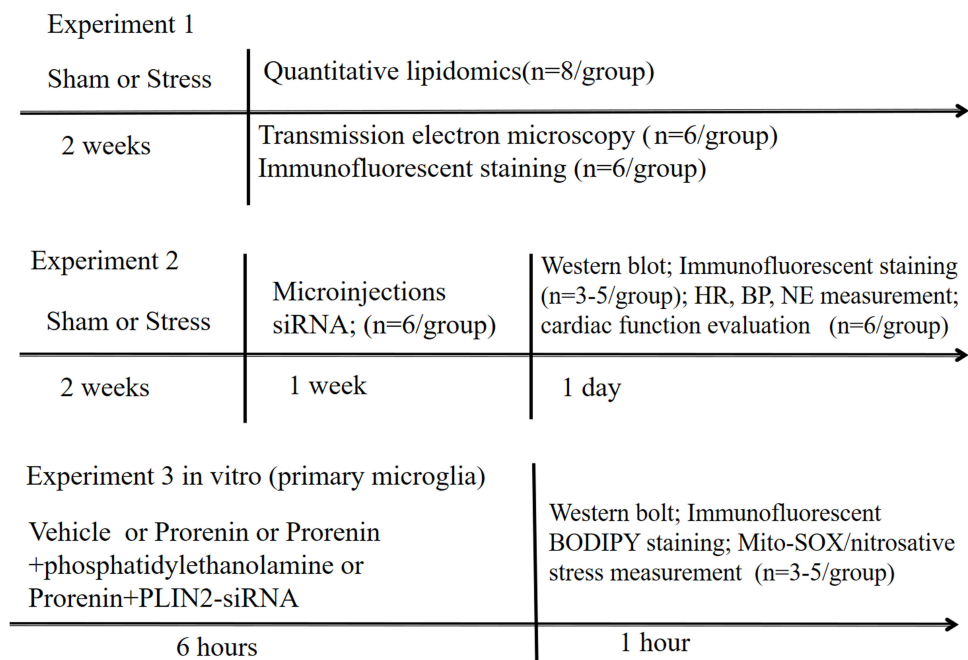 Experiment 1
Sham or Stress
Quantitative lipidomics(n=8/group)
2 weeks
Transmission electron microscopy ( n=6/group)
Immunofluorescent staining (n=6/group)
Experiment 2
Sham or Stress
Microinjections
siRNA; (n=6/group)
Western blot; Immunofluorescent staining
(n=3-5/group); HR, BP, NE measurement;
cardiac function evaluation (n=6/group)
2 weeks
1 week
1 day
Experiment 3 in vitro (primary microglia)
Vehicle or Prorenin or Prorenin
+phosphatidylethanolamine or
Prorenin+PLIN2-siRNA
Western bolt; Immunofluorescent
BODIPY staining; Mito-SOX/nitrosative
stress measurement (n=3-5/group)
6 hours
1 hour